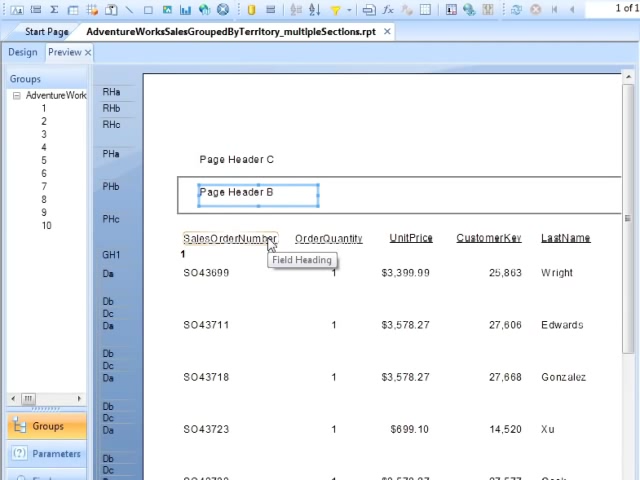 1 of 1
Start Page AdventureWorksSalesGroupedByTerritory_multipleSections.rpt
Design Preview
Groups
AdventureWork
1
2
3
4
5
6
7
8
9
10
RHa
RHb
RHc
PHa Page Header C
PHb Page Header B
PHc
SalesOrderNumber OrderQuantity UnitPrice CustomerKey LastName
Field Heading
GH1 1
Da SO43699 1 $3,399.99 25,863 Wright
Db
Dc
Da SO43711 1 $3,578.27 27,606 Edwards
Db
Dc
Da SO43718 1 $3,578.27 27,668 Gonzalez
Db
Dc
Da SO43723 1 $699.10 14,520 Xu
Db
Dc
Groups
Parameters